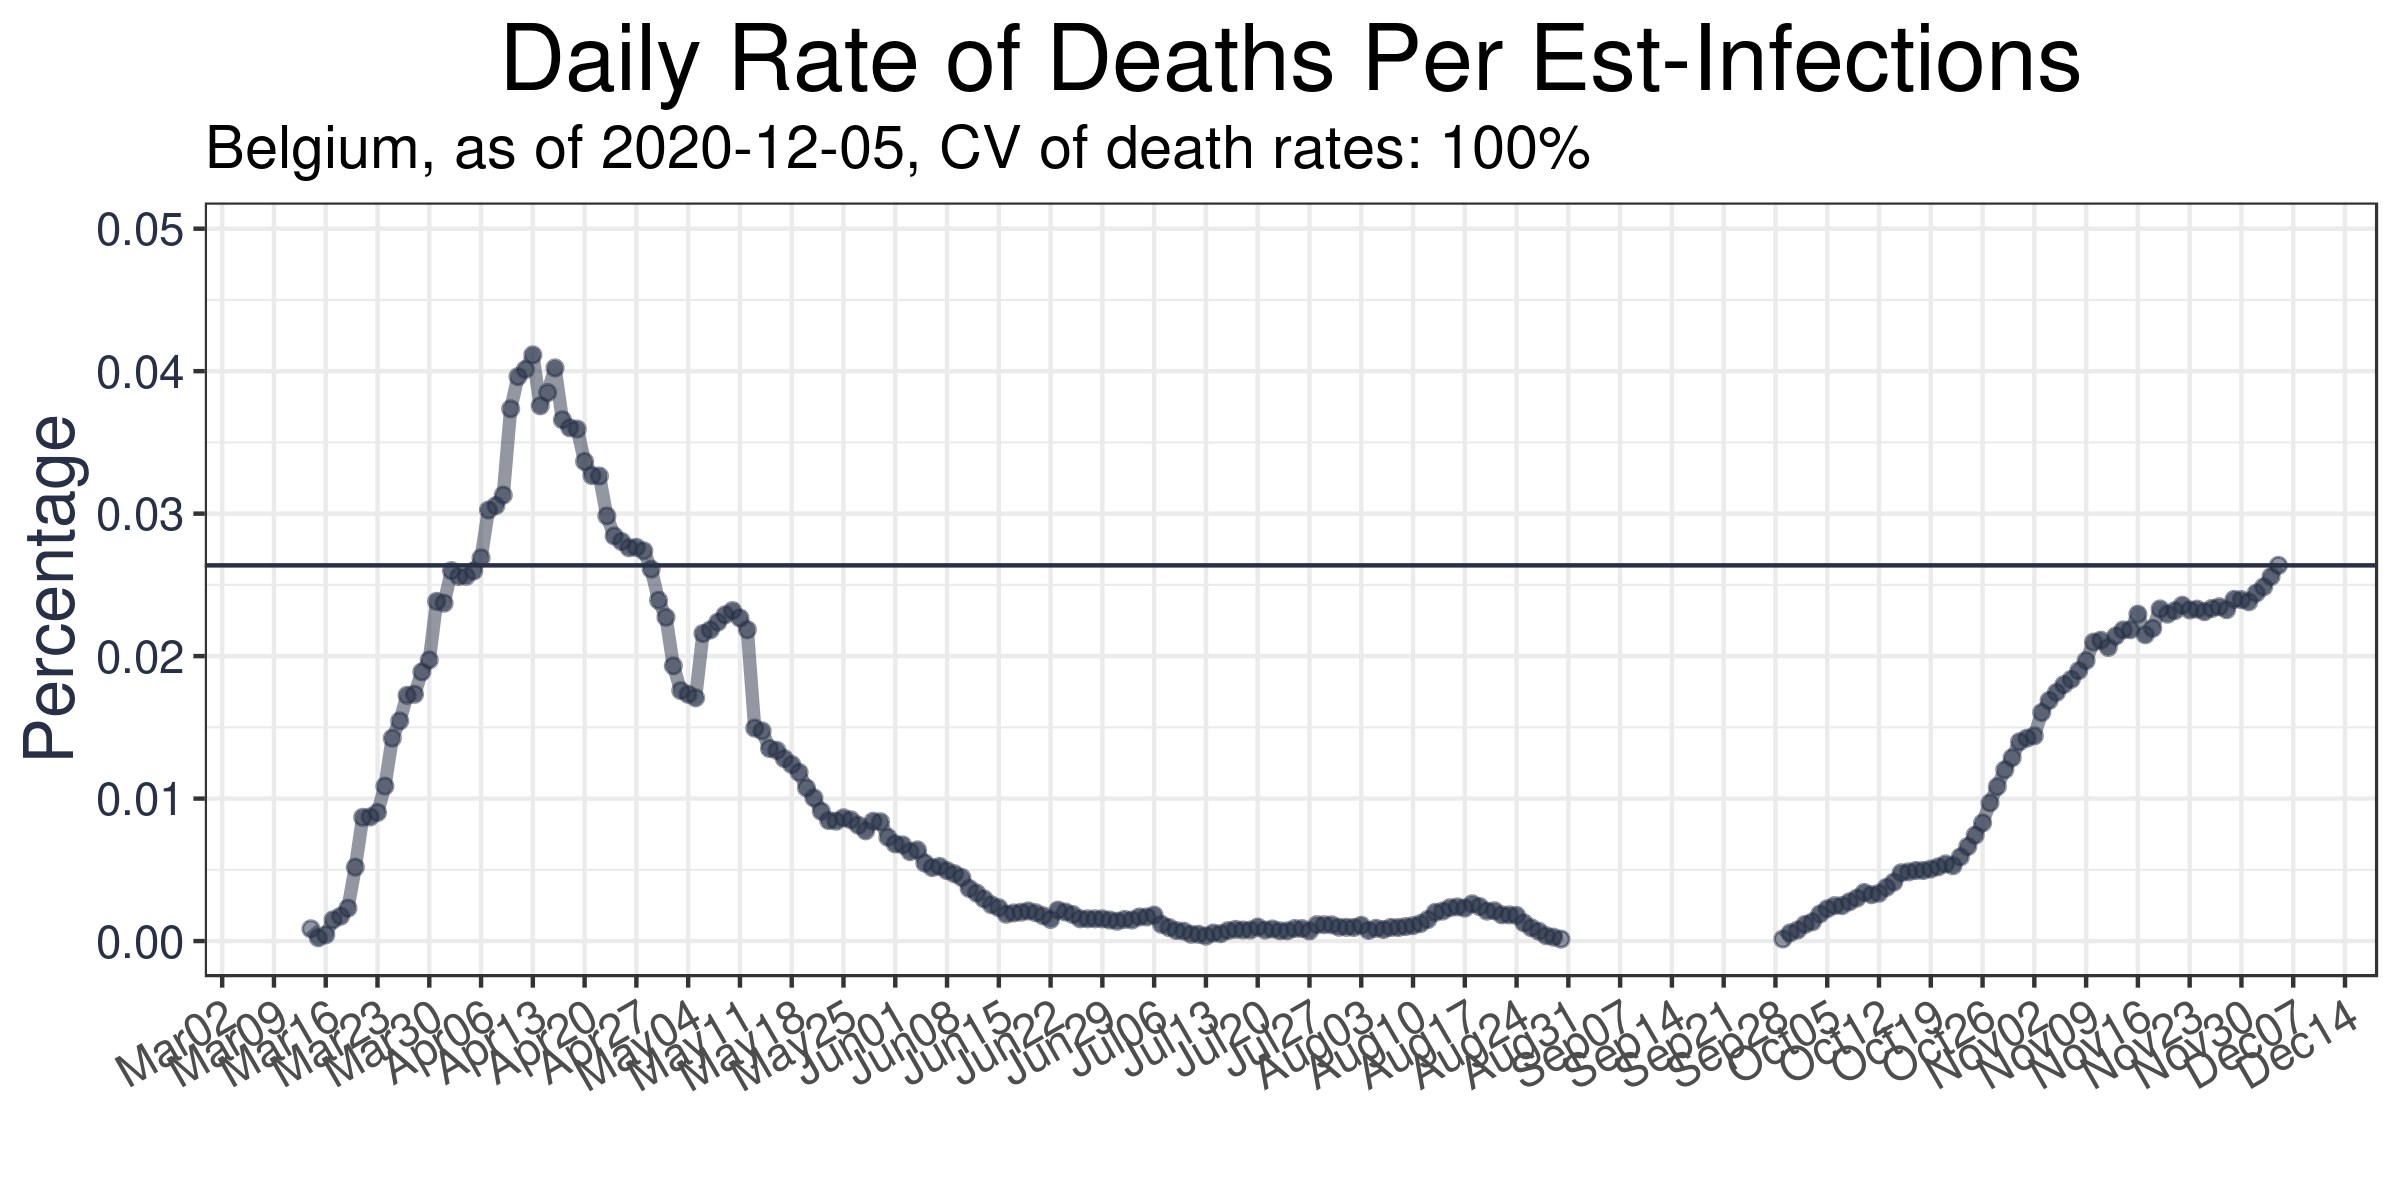 Daily Rate of Deaths Per Est-Infections
Belgium, as of 2020-12-05, CV of death rates: 100%
Percentage
0.05
0.04
0.03
0.02
0.01
0.00
Mar02
Mar09
Mar16
Mar23
Mar30
Apr06
Apr13
Apr20
Apr27
May04
May11
May18
May25
Jun01
Jun08
Jun15
Jun22
Jun29
Jul06
Jul13
Jul20
Jul27
Aug03
Aug10
Aug17
Aug24
Aug31
Sep07
Sep14
Sep21
Sep28
Oct05
Oct12
Oct19
Oct26
Nov02
Nov09
Nov16
Nov23
Nov30
Dec07
Dec14